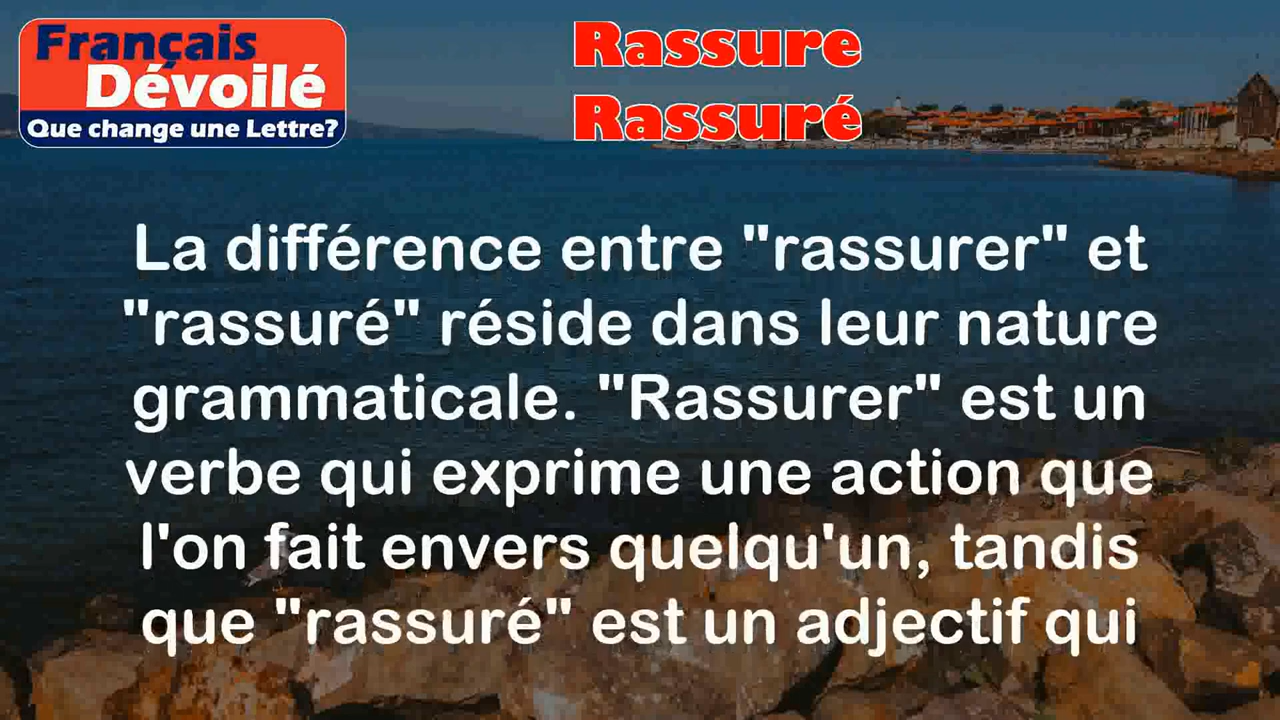 Français
Dévoilé
Que change une Lettre?
Rassure
Rassuré
La différence entre "rassurer" et
"rassuré" réside dans leur nature
grammaticale. "Rassurer" est un
verbe qui exprime une action que
l'on fait envers quelqu'un, tandis
que "rassuré" est un adjectif qui